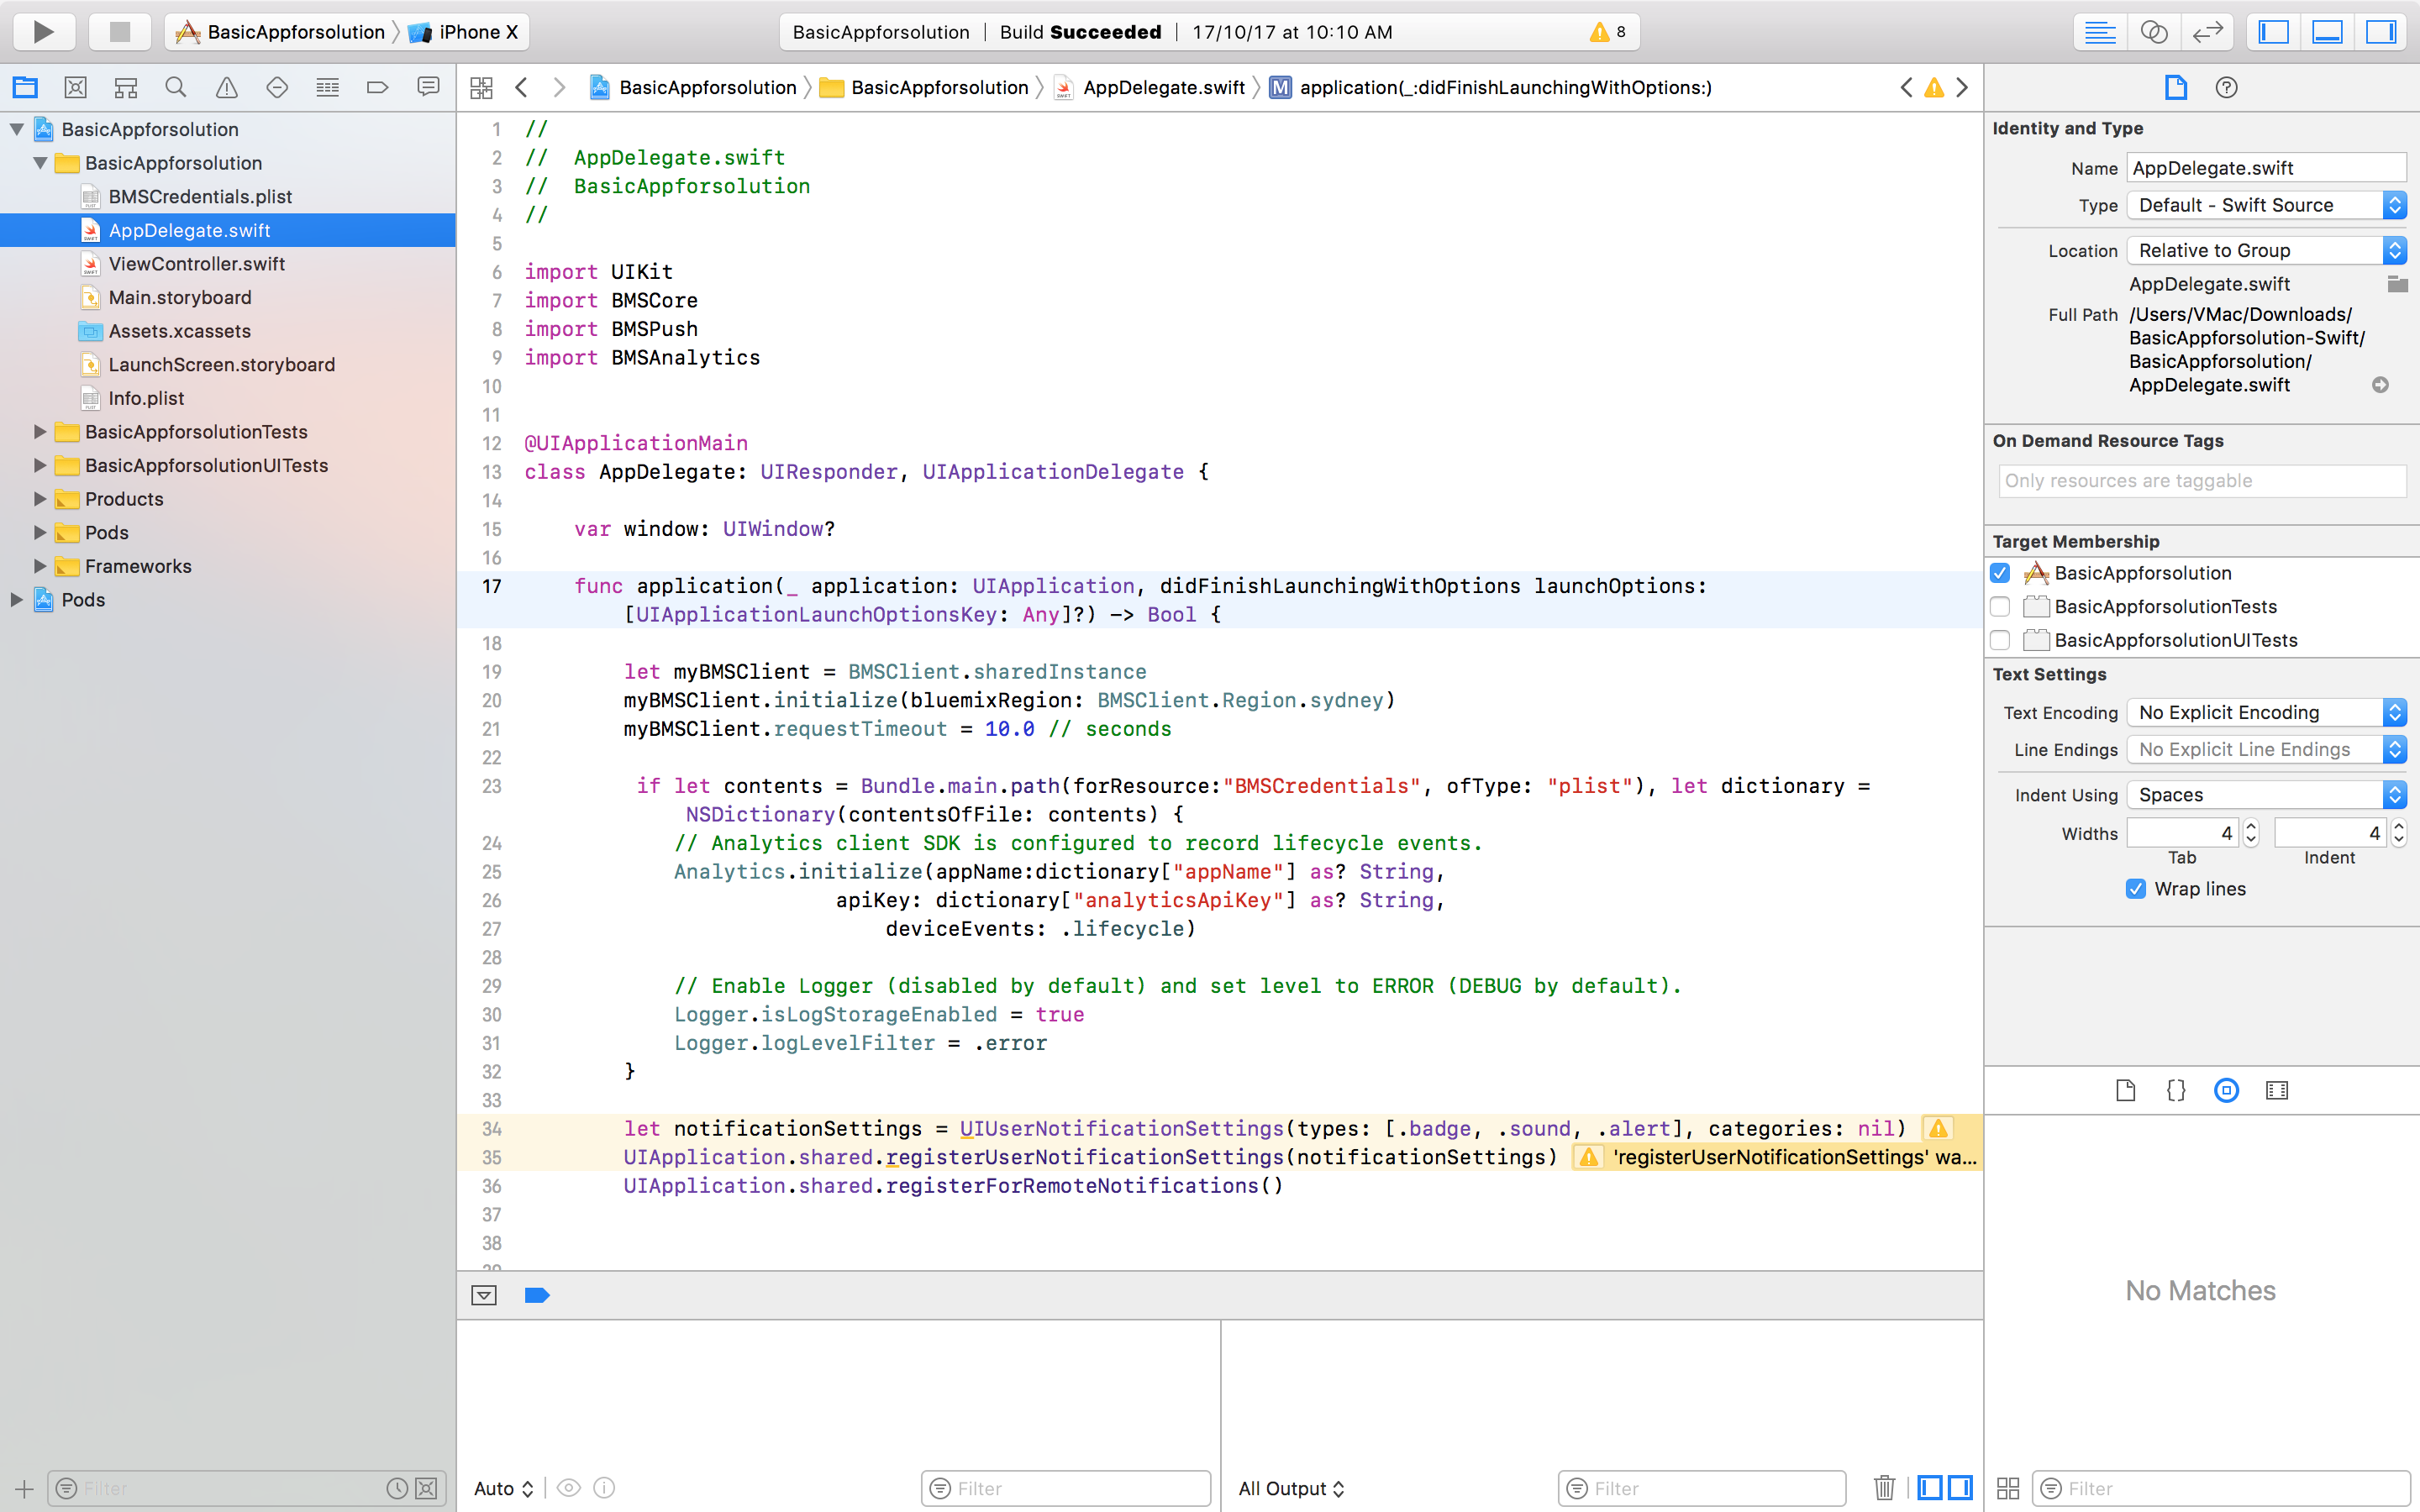 BasicAppforsolution iPhone X
BasicAppforsolution | Build Succeeded | 17/10/17 at 10:10 AM 8
BasicAppforsolution BasicAppforsolution AppDelegate.swift M application(_:didFinishLaunchingWithOptions:)
BasicAppforsolution
BasicAppforsolution
BMSCredentials.plist
AppDelegate.swift
ViewController.swift
Main.storyboard
Assets.xcassets
LaunchScreen.storyboard
Info.plist
BasicAppforsolutionTests
BasicAppforsolutionUITests
Products
Pods
Frameworks
Pods
Filter
1 //
2 //  AppDelegate.swift
3 //  BasicAppforsolution
4 //
5
6 import UIKit
7 import BMSCore
8 import BMSPush
9 import BMSAnalytics
10
11
12 @UIApplicationMain
13 class AppDelegate: UIResponder, UIApplicationDelegate {
14
15 var window: UIWindow?
16
17 func application(_ application: UIApplication, didFinishLaunchingWithOptions launchOptions:
[UIApplicationLaunchOptionsKey: Any]?) -> Bool {
18
19 let myBMSClient = BMSClient.sharedInstance
20 myBMSClient.initialize(bluemixRegion: BMSClient.Region.sydney)
21 myBMSClient.requestTimeout = 10.0 // seconds
22
23 if let contents = Bundle.main.path(forResource:"BMSCredentials", ofType: "plist"), let dictionary =
NSDictionary(contentsOfFile: contents) {
24 // Analytics client SDK is configured to record lifecycle events.
25 Analytics.initialize(appName:dictionary["appName"] as? String,
26 apiKey: dictionary["analyticsApiKey"] as? String,
27 deviceEvents: .lifecycle)
28
29 // Enable Logger (disabled by default) and set level to ERROR (DEBUG by default).
30 Logger.isLogStorageEnabled = true
31 Logger.logLevelFilter = .error
32 }
33
34 let notificationSettings = UIUserNotificationSettings(types: [.badge, .sound, .alert], categories: nil)
35 UIApplication.shared.registerUserNotificationSettings(notificationSettings) 'registerUserNotificationSettings' wa...
36 UIApplication.shared.registerForRemoteNotifications()
37
38
Auto
Filter
All Output
Filter
Identity and Type
Name AppDelegate.swift
Type Default - Swift Source
Location Relative to Group
AppDelegate.swift
Full Path /Users/VMac/Downloads/
BasicAppforsolution-Swift/
BasicAppforsolution/
AppDelegate.swift
On Demand Resource Tags
Only resources are taggable
Target Membership
BasicAppforsolution
BasicAppforsolutionTests
BasicAppforsolutionUITests
Text Settings
Text Encoding No Explicit Encoding
Line Endings No Explicit Line Endings
Indent Using Spaces
Widths 4 4
Tab Indent
Wrap lines
No Matches
Filter